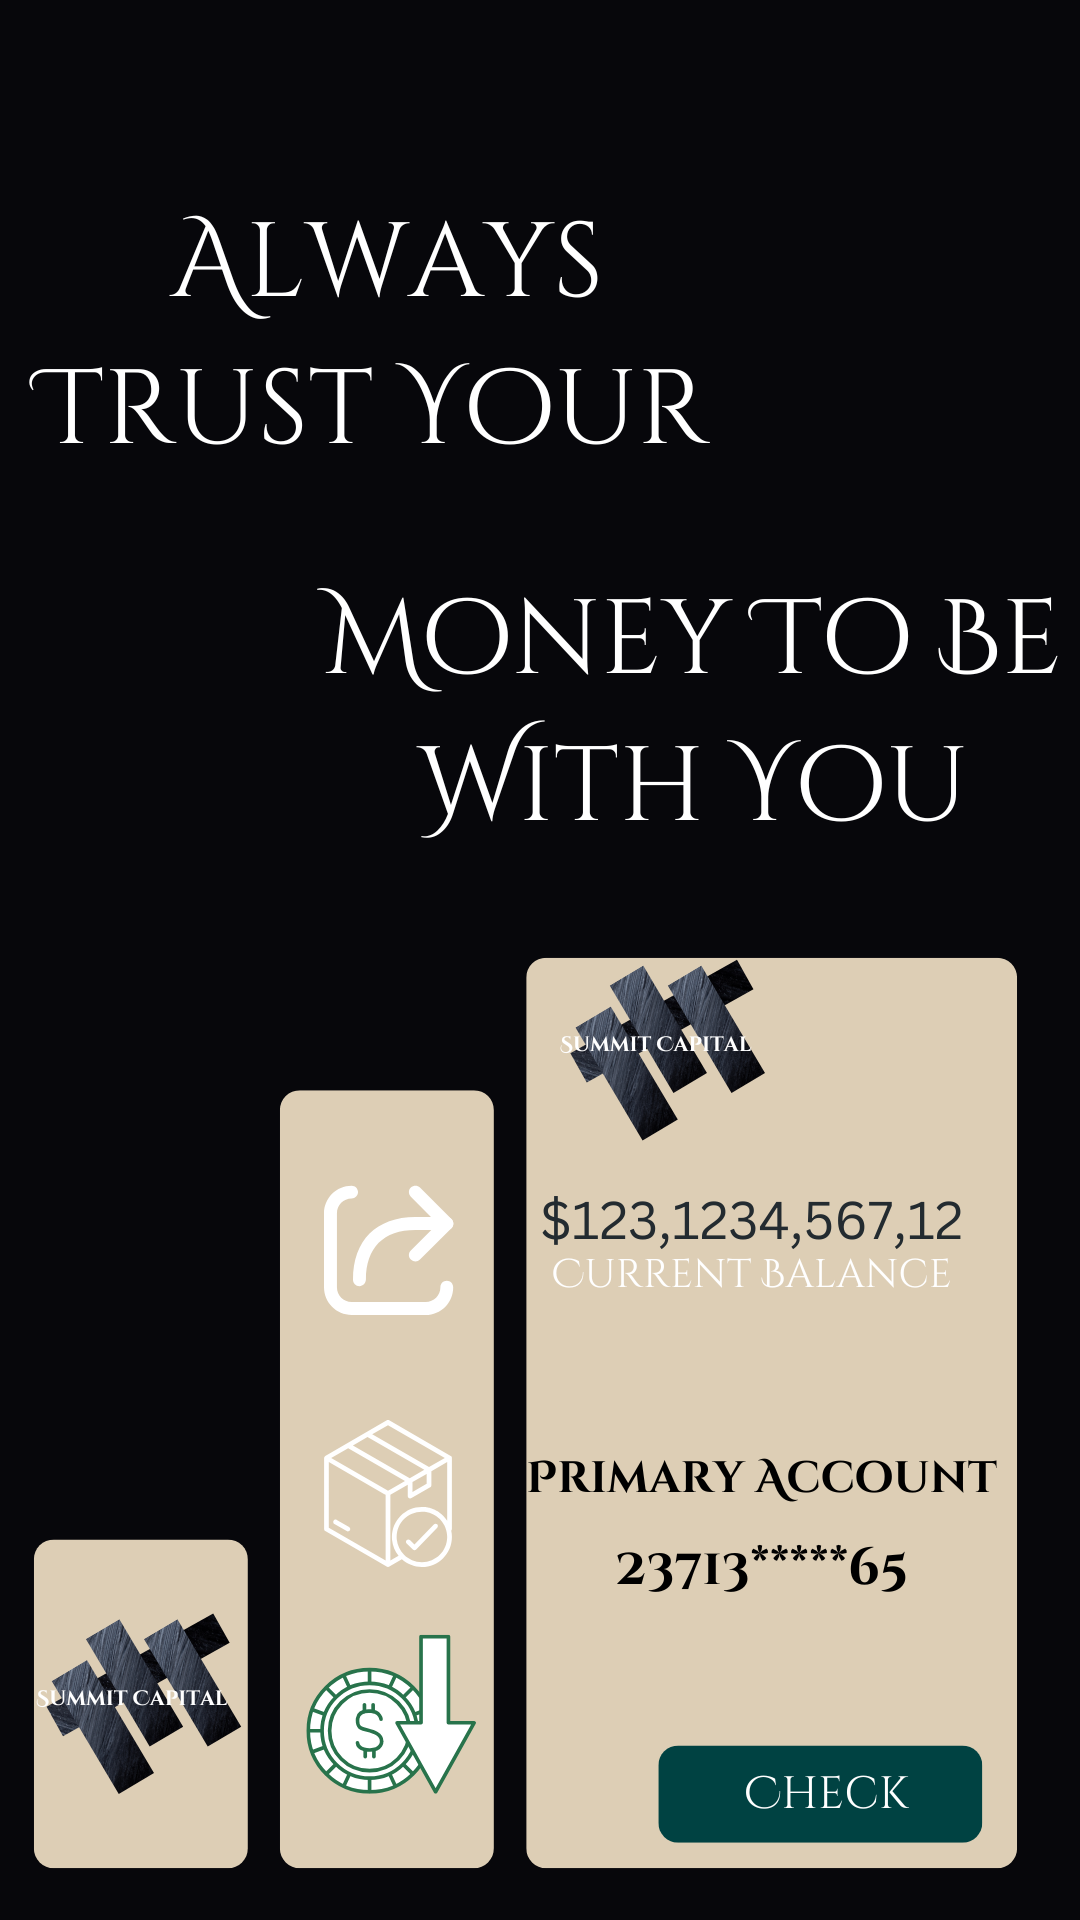 Always
Trust Your
Money To Be
With You
Summit Capital
$123,1234,567,12
Current Balance
Primary Account
23713*****65
Summit Capital
$
Check